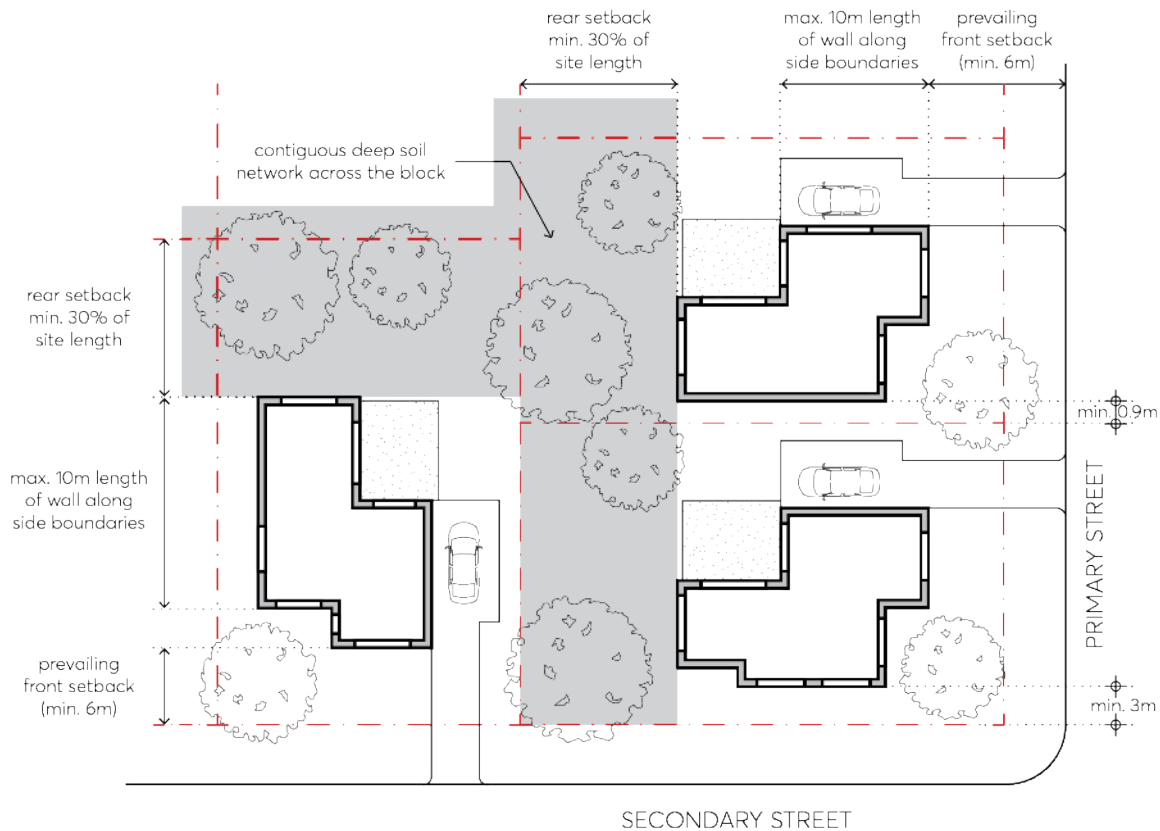 rear setback
min. 30% of
site length
max. 10m length
of wall along
side boundaries
prevailing
front setback
(min. 6m)
contiguous deep soil
network across the block
rear setback
min. 30% of
site length
min. 0.9m
max. 10m length
of wall along
side boundaries
PRIMARY STREET
prevailing
front setback
(min. 6m)
min. 3m
SECONDARY STREET